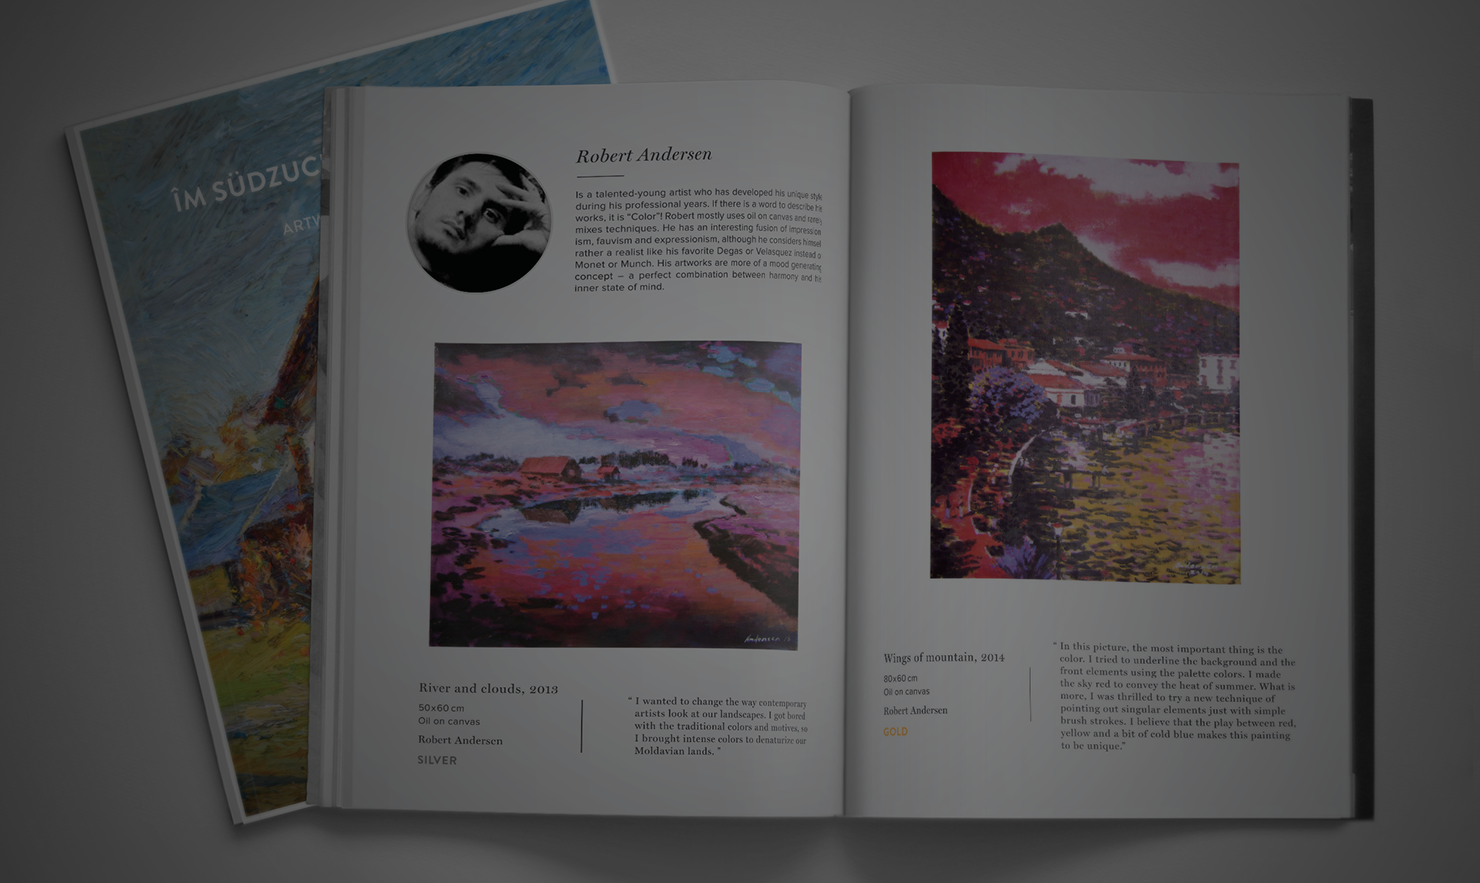 ÎM SÜDZUC
ARTW
Robert Andersen
Is a talented-young artist who has developed his unique style
during his professional years. If there is a word to describe his
works, it is "Color"! Robert mostly uses oil on canvas and rarely
mixes techniques. He has an interesting fusion of impression
ism, fauvism and expressionism, although he considers himself
rather a realist like his favorite Degas or Velasquez instead o
Monet or Munch. His artworks are more of a mood generating
concept – a perfect combination between harmony and his
inner state of mind.
Andersen
River and clouds, 2013
50x60 cm
Oil on canvas
Robert Andersen
SILVER
“ I wanted to change the way contemporary
artists look at our landscapes. I got bored
with the traditional colors and motives, so
I brought intense colors to denaturize our
Moldavian lands. ”
Wings of mountain, 2014
80x60 cm
Oil on canvas
Robert Andersen
GOLD
“ In this picture, the most important thing is the
color. I tried to underline the background and the
front elements using the palette colors. I made
the sky red to convey the heat of summer. What is
more, I was thrilled to try a new technique of
pointing out singular elements just with simple
brush strokes. I believe that the play between red,
yellow and a bit of cold blue makes this painting
to be unique.”